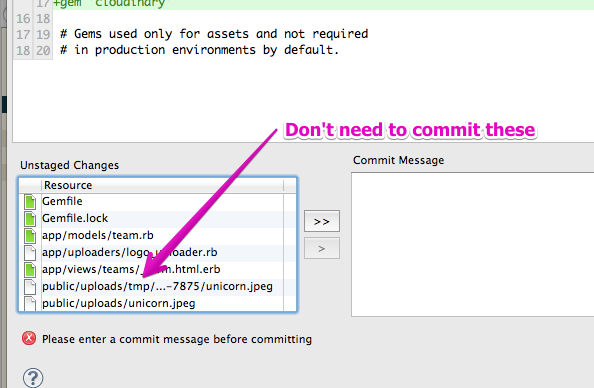 17 +gem "cloudinary"
16 18
17 19 # Gems used only for assets and not required
18 20 # in production environments by default.
Don't need to commit these
Unstaged Changes
Commit Message
Resource
Gemfile
Gemfile.lock
>>
app/models/team.rb
app/uploaders/logo_uploader.rb
>
app/views/teams/_ .html.erb
public/uploads/tmp/...-7875/unicorn.jpeg
public/uploads/unicorn.jpeg
Please enter a commit message before committing
?